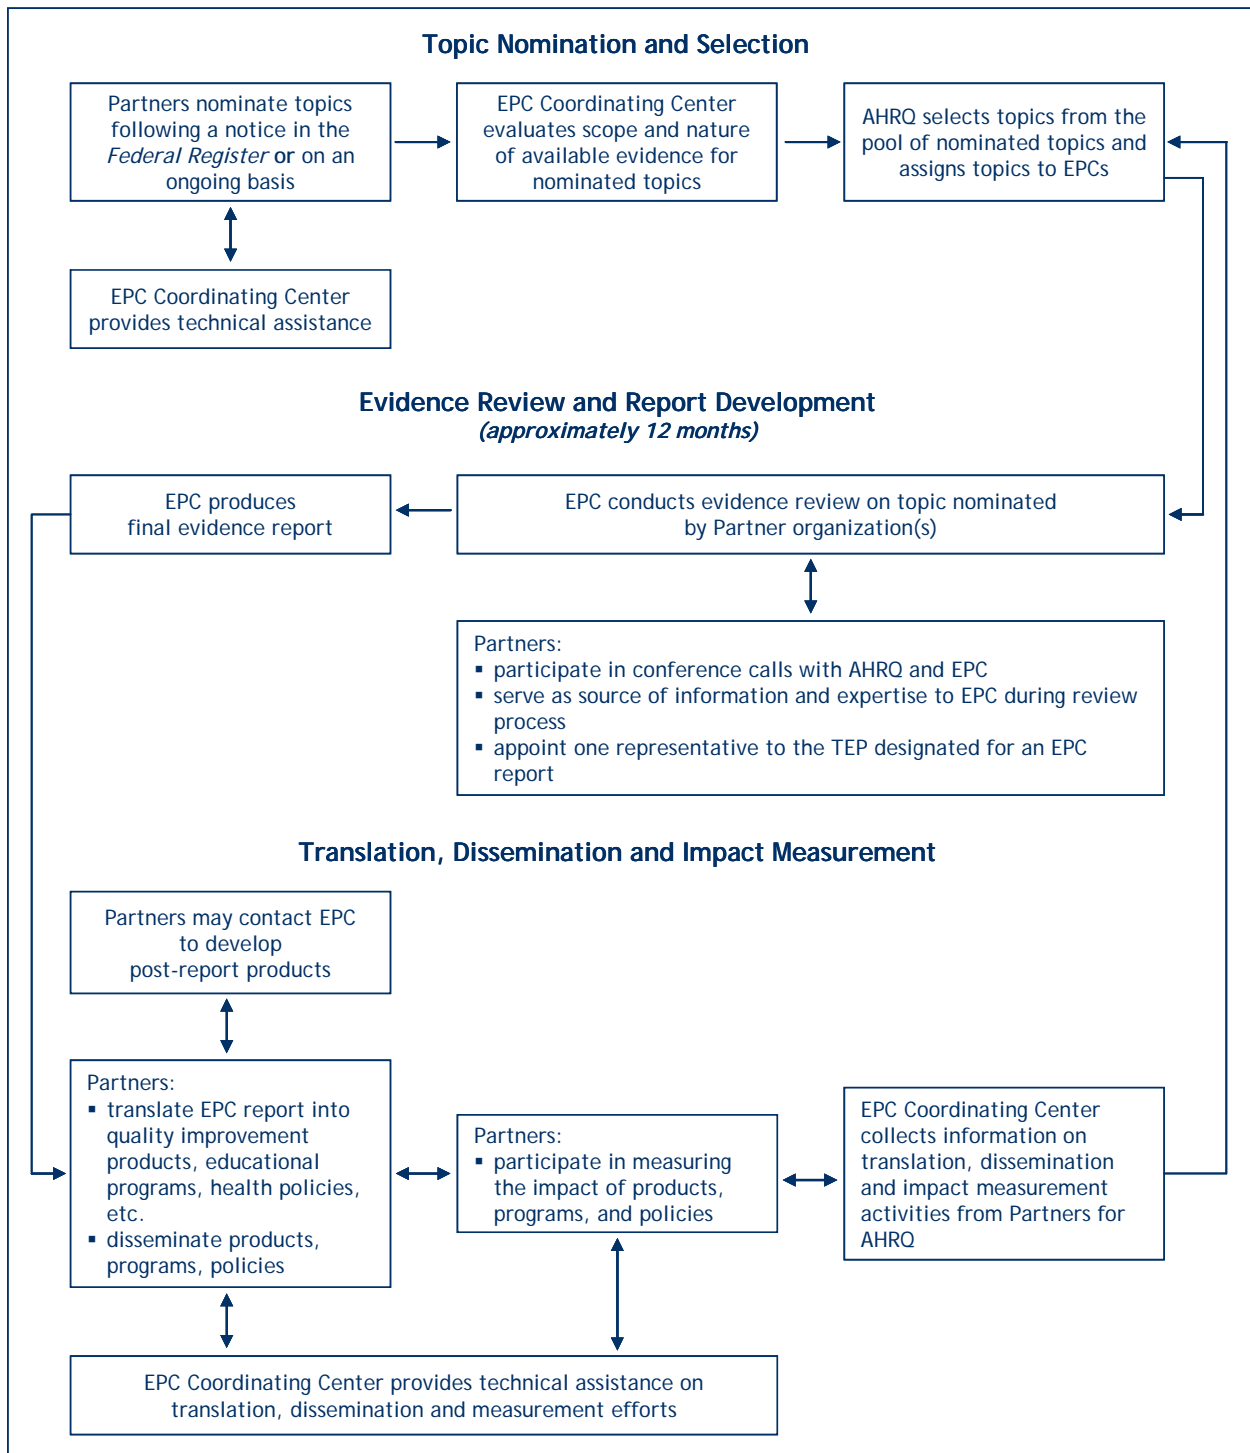 Topic Nomination and Selection
Partners nominate topics
following a notice in the
Federal Register or on an
ongoing basis
EPC Coordinating Center
evaluates scope and nature
of available evidence for
nominated topics
AHRQ selects topics from the
pool of nominated topics and
assigns topics to EPCs
EPC Coordinating Center
provides technical assistance
Evidence Review and Report Development
(approximately 12 months)
EPC produces
final evidence report
EPC conducts evidence review on topic nominated
by Partner organization(s)
Partners:
▪ participate in conference calls with AHRQ and EPC
▪ serve as source of information and expertise to EPC during review
process
▪ appoint one representative to the TEP designated for an EPC
report
Translation, Dissemination and Impact Measurement
Partners may contact EPC
to develop
post-report products
Partners:
▪ translate EPC report into
quality improvement
products, educational
programs, health policies,
etc.
▪ disseminate products,
programs, policies
Partners:
▪ participate in measuring
the impact of products,
programs, and policies
EPC Coordinating Center
collects information on
translation, dissemination
and impact measurement
activities from Partners for
AHRQ
EPC Coordinating Center provides technical assistance on
translation, dissemination and measurement efforts